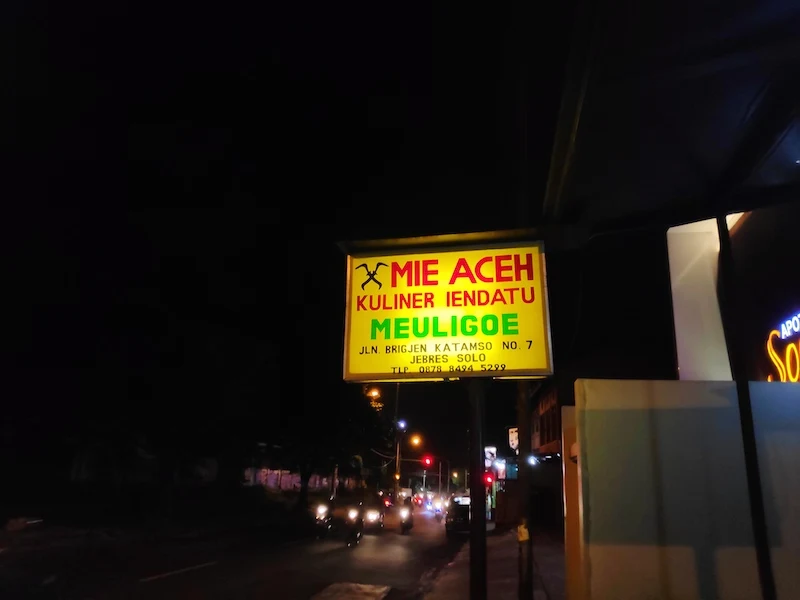 MIE ACEH
KULINER IENDATU
MEULIGOE
JLN. BRIGJEN KATAMSO NO. 7
JEBRES SOLO
TLP. 0878 8494 5299